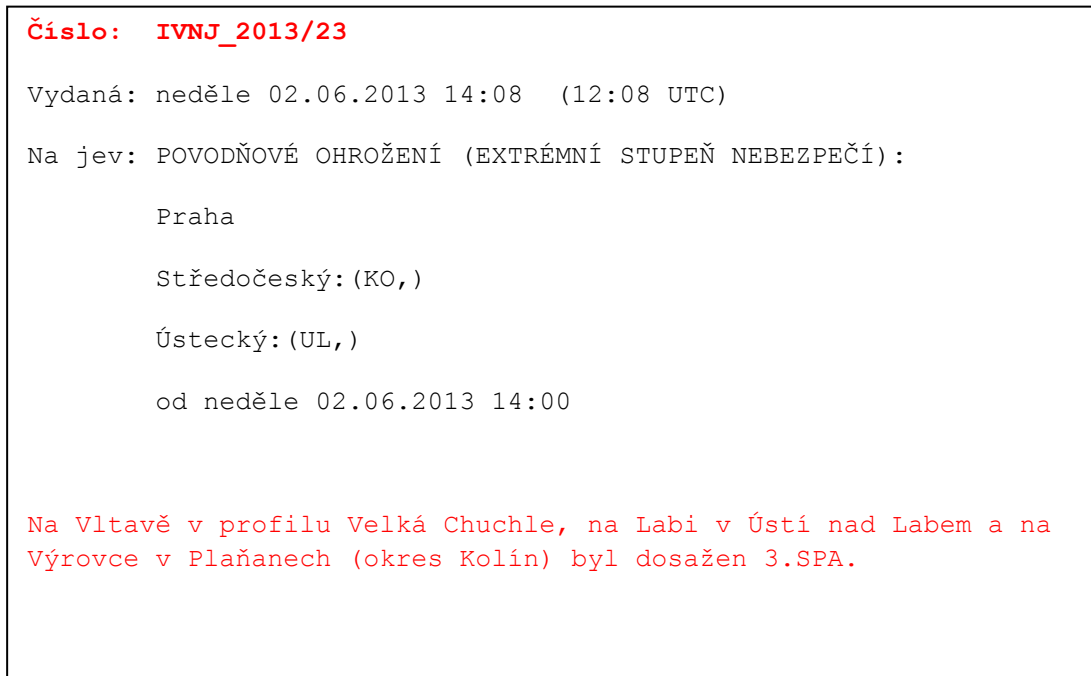 Číslo: IVNJ_2013/23
Vydaná: neděle 02.06.2013 14:08 (12:08 UTC)
Na jev: POVODŇOVÉ OHROŽENÍ (EXTRÉMNÍ STUPEŇ NEBEZPEČÍ):
Praha
Středočeský:(KO,)
Ústecký:(UL,)
od neděle 02.06.2013 14:00
Na Vltavě v profilu Velká Chuchle, na Labi v Ústí nad Labem a na
Výrovce v Plaňanech (okres Kolín) byl dosažen 3.SPA.